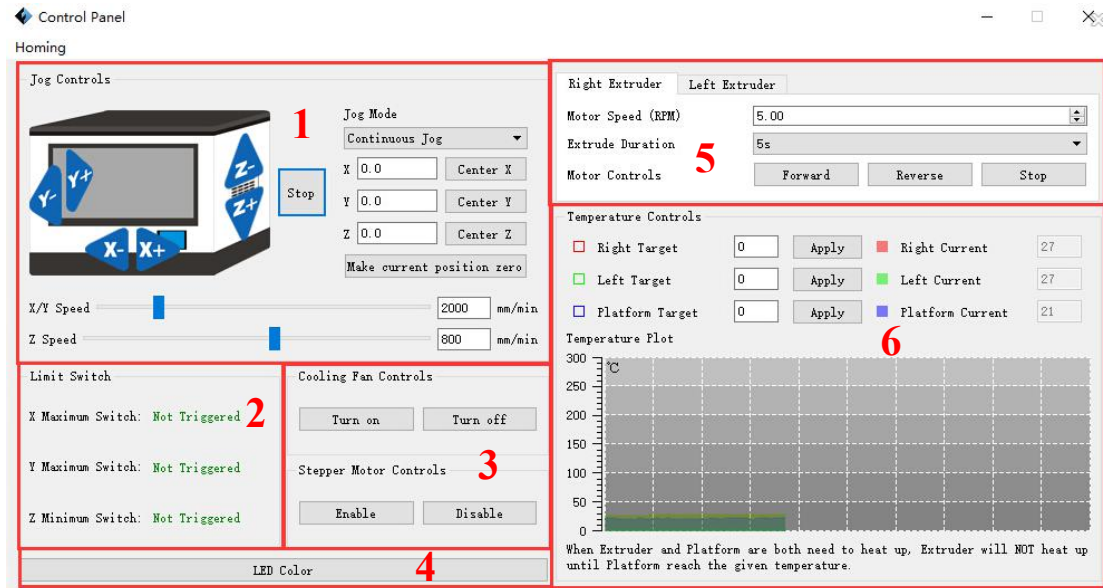 Control Panel
Homing
Jog Controls
1
Y-
Y+
Z-
Z+
X-
X+
Stop
Jog Mode
Continuous Jog
X 0.0 Center X
Y 0.0 Center Y
Z 0.0 Center Z
Make current position zero
X/Y Speed 2000 mm/min
Z Speed 800 mm/min
Limit Switch
2
X Maximum Switch: Not Triggered
Y Maximum Switch: Not Triggered
Z Minimum Switch: Not Triggered
Cooling Fan Controls
Turn on Turn off
3
Stepper Motor Controls
Enable Disable
LED Color
4
Right Extruder Left Extruder
Motor Speed (RPM) 5.00
Extrude Duration 5s
5
Motor Controls Forward Reverse Stop
Temperature Controls
Right Target 0 Apply Right Current 27
Left Target 0 Apply Left Current 27
Platform Target 0 Apply Platform Current 21
6
Temperature Plot
300
°C
250
200
150
100
50
0
When Extruder and Platform are both need to heat up, Extruder will NOT heat up
until Platform reach the given temperature.